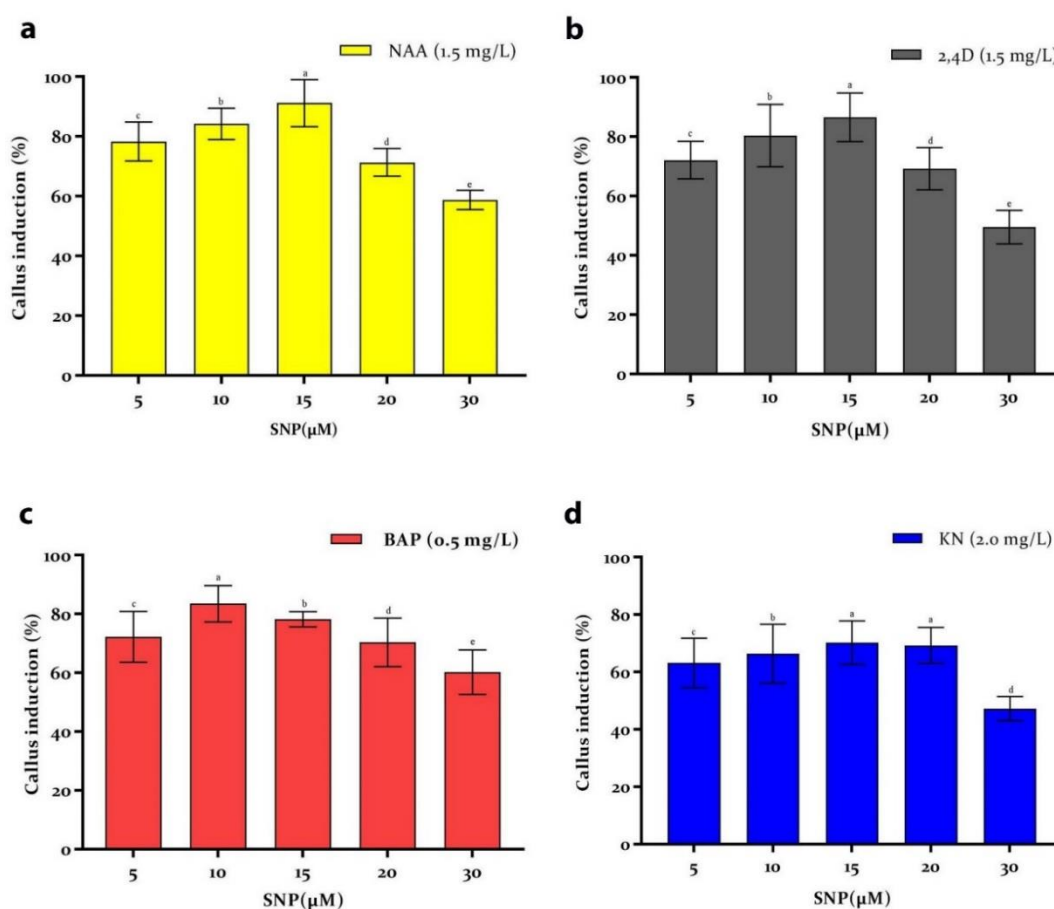 a
NAA (1.5 mg/L)
Callus induction (%)
100
80
60
40
20
0
c
b
a
d
e
5 10 15 20 30
SNP(µM)
b
2,4D (1.5 mg/L)
Callus induction (%)
100
80
60
40
20
0
c
b
a
d
e
5 10 15 20 30
SNP(µM)
c
BAP (0.5 mg/L)
Callus induction (%)
100
80
60
40
20
0
c
a
b
d
e
5 10 15 20 30
SNP(µM)
d
KN (2.0 mg/L)
Callus induction (%)
100
80
60
40
20
0
c
b
a
a
d
5 10 15 20 30
SNP(µM)